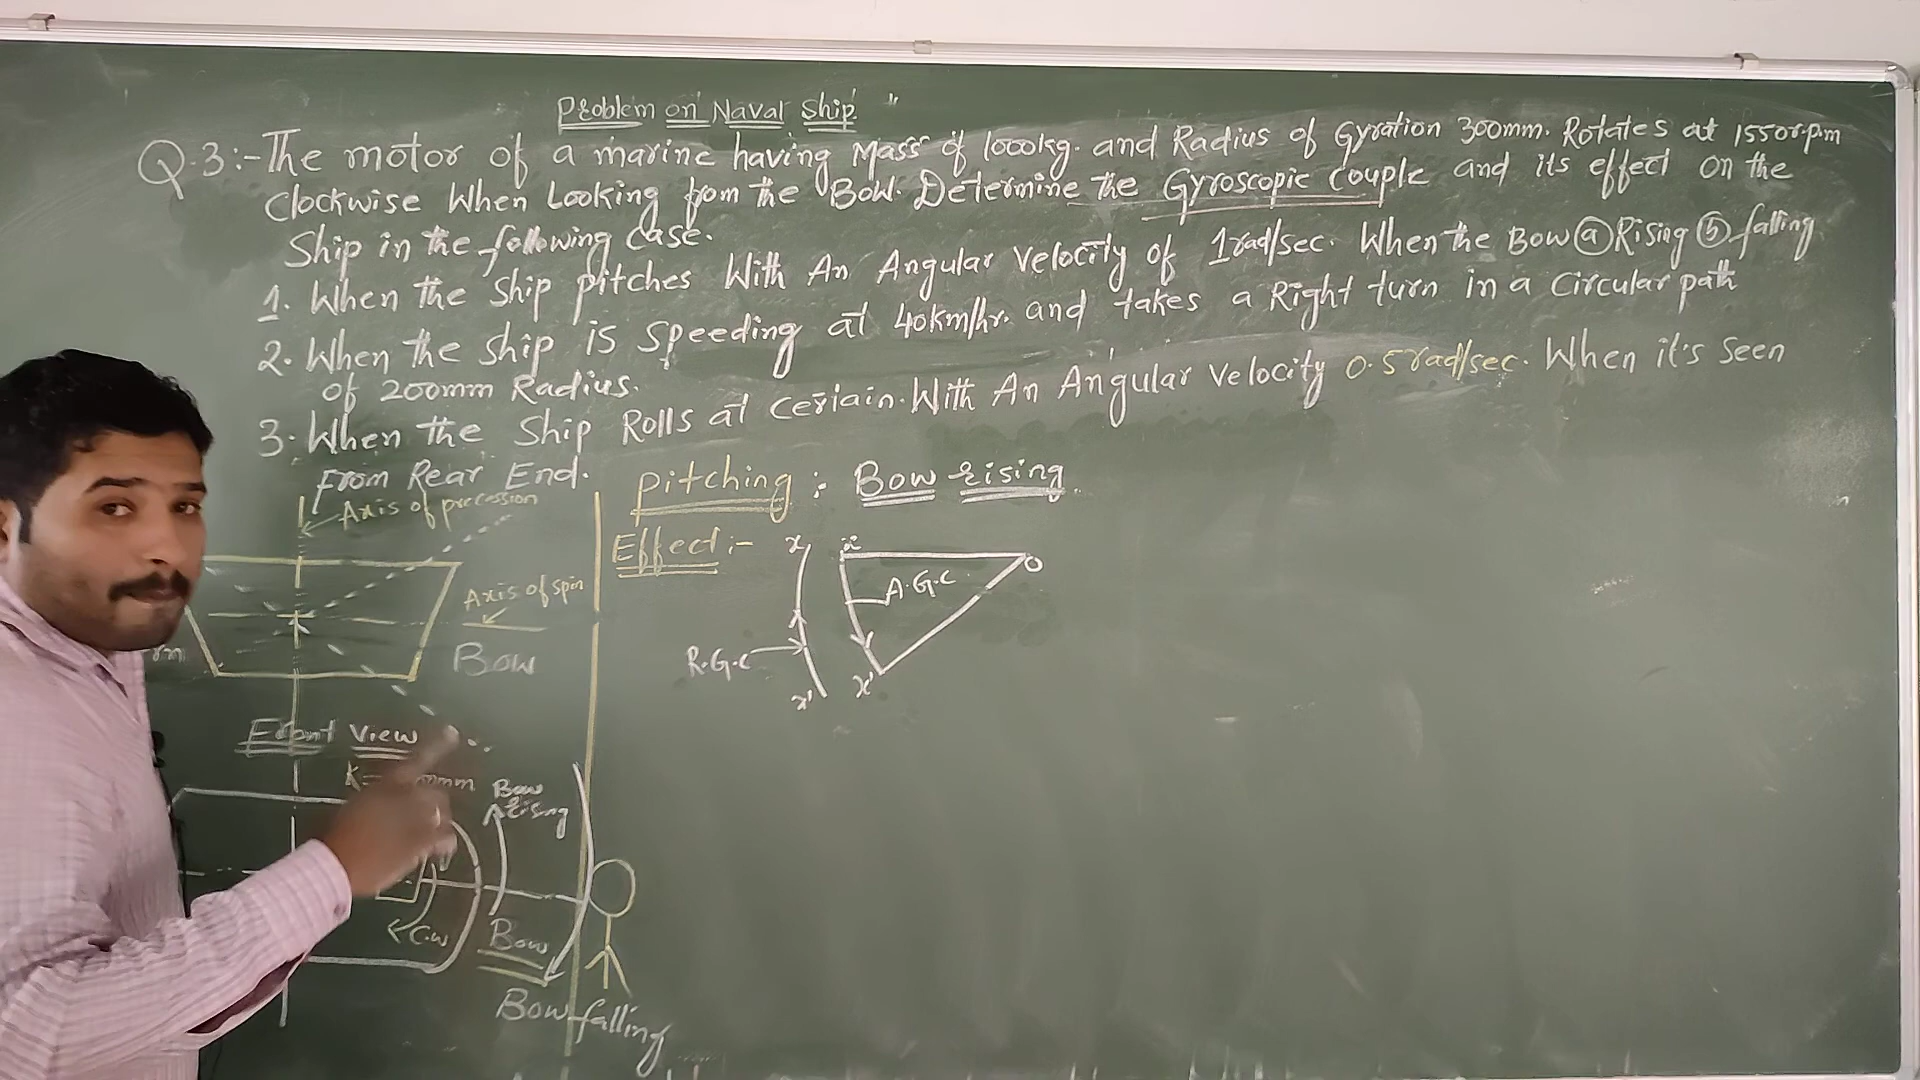 Problem on Naval Ship "
Q.3:- The motor of a marine having Mass of 1000kg. and Radius of Gyration 300mm. Rotates at 1550r.p.m
Clockwise When Looking from the Bow. Determine the Gyroscopic Couple and its effect on the
Ship in the following Case.
1. When the Ship pitches With An Angular Velocity of 1rad/sec. When the Bow ⓐ Rising ⓑ falling
2. When the Ship is Speeding at 40km/hr. and takes a Right turn in a Circular path
of 200mm Radius.
3. When the Ship Rolls at Certain. With An Angular Velocity 0.5 rad/sec. When it's Seen
From Rear End.
Pitching : Bow rising
Axis of precession
Effect :-
x
x
O
A.G.C.
Axis of spin
R.G.C
x'
x'
Bow
View
K=
mm
Bow
rising
C.W
Bow
Bow falling